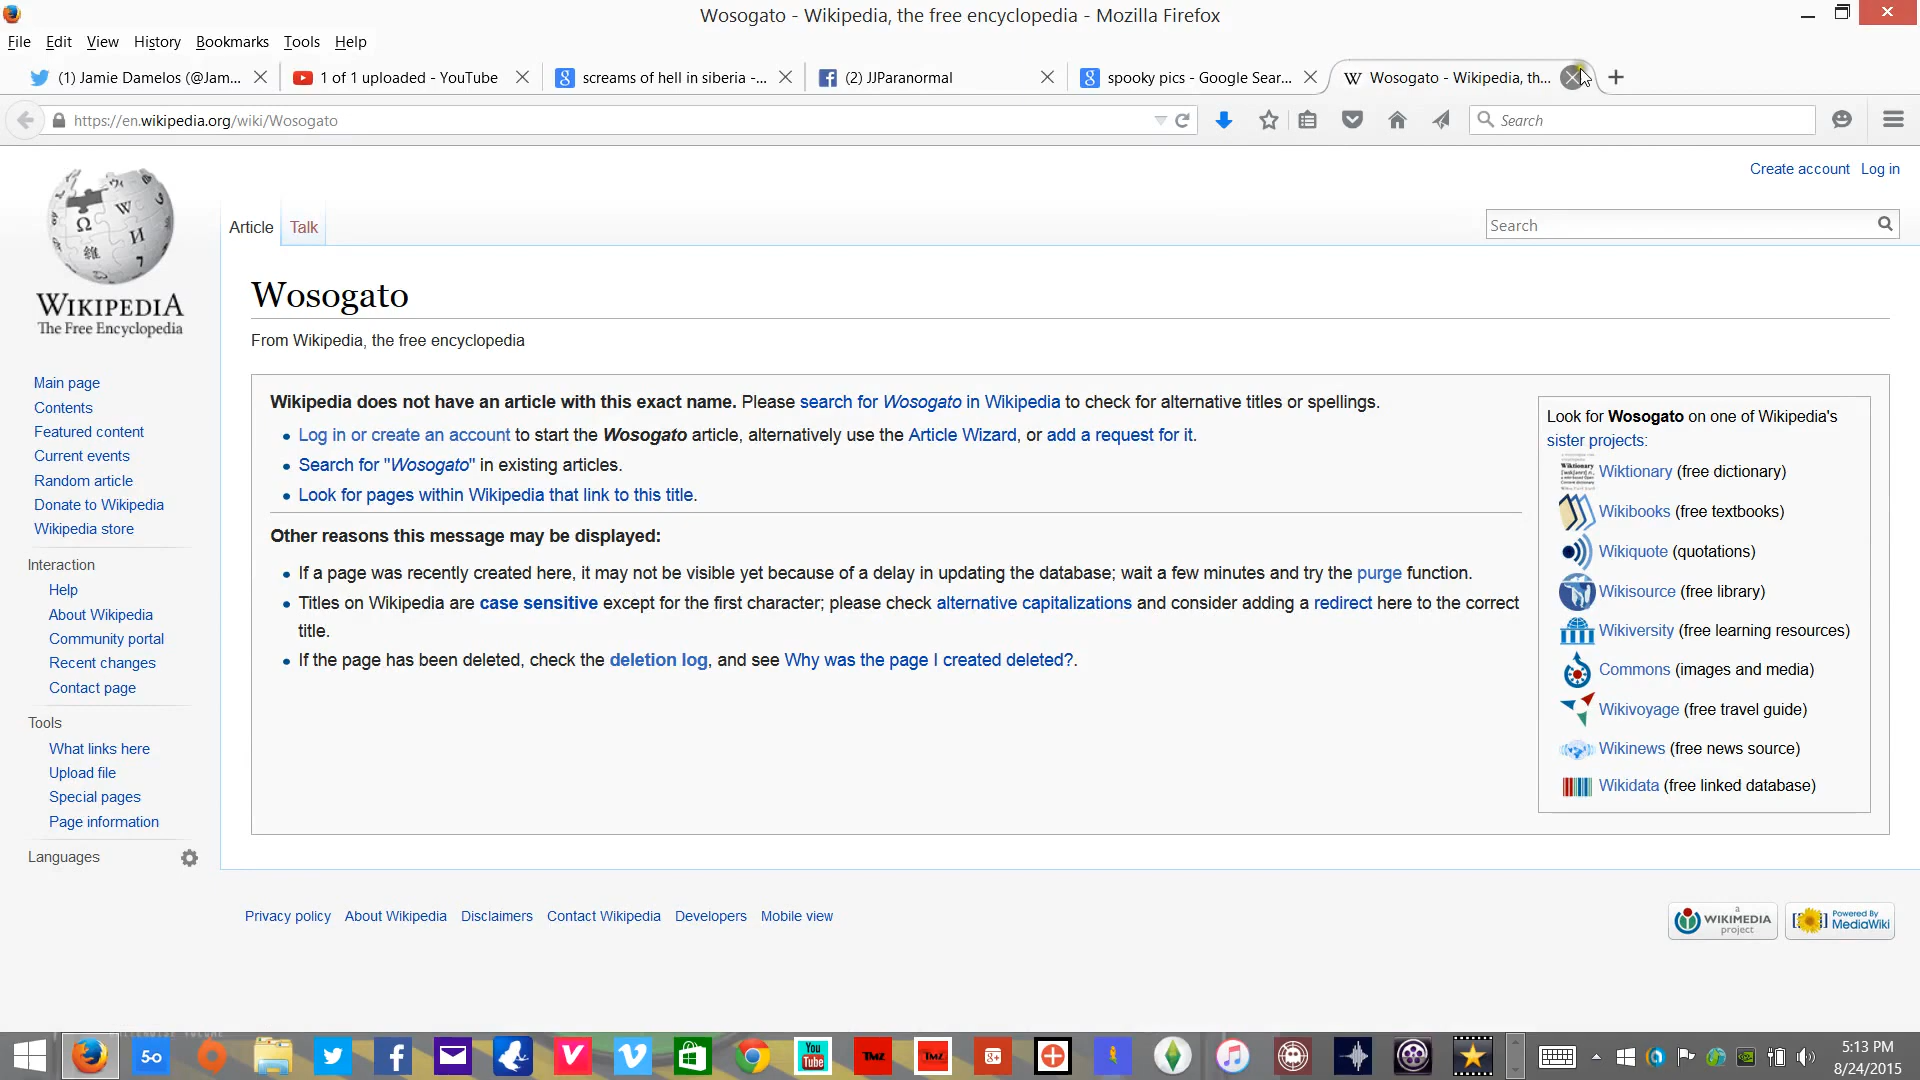 Wosogato - Wikipedia, the free encyclopedia - Mozilla Firefox
File Edit View History Bookmarks Tools Help
(1) Jamie Damelos (@Jam... 1 of 1 uploaded - YouTube screams of hell in siberia -... (2) JJParanormal spooky pics - Google Sear... Wosogato - Wikipedia, th...
https://en.wikipedia.org/wiki/Wosogato Search
Create account Log in
Article Talk Search
WIKIPEDIA
The Free Encyclopedia
Main page
Contents
Featured content
Current events
Random article
Donate to Wikipedia
Wikipedia store
Interaction
Help
About Wikipedia
Community portal
Recent changes
Contact page
Tools
What links here
Upload file
Special pages
Page information
Languages
Wosogato
From Wikipedia, the free encyclopedia
Wikipedia does not have an article with this exact name. Please search for Wosogato in Wikipedia to check for alternative titles or spellings.
Log in or create an account to start the Wosogato article, alternatively use the Article Wizard, or add a request for it.
Search for "Wosogato" in existing articles.
Look for pages within Wikipedia that link to this title.
Other reasons this message may be displayed:
If a page was recently created here, it may not be visible yet because of a delay in updating the database; wait a few minutes and try the purge function.
Titles on Wikipedia are case sensitive except for the first character; please check alternative capitalizations and consider adding a redirect here to the correct
title.
If the page has been deleted, check the deletion log, and see Why was the page I created deleted?.
Look for Wosogato on one of Wikipedia's
sister projects:
Wiktionary (free dictionary)
Wikibooks (free textbooks)
Wikiquote (quotations)
Wikisource (free library)
Wikiversity (free learning resources)
Commons (images and media)
Wikivoyage (free travel guide)
Wikinews (free news source)
Wikidata (free linked database)
Privacy policy About Wikipedia Disclaimers Contact Wikipedia Developers Mobile view
a
WIKIMEDIA
project
Powered By
MediaWiki
5-0
You
Tube
TMZ
TMZ
5:13 PM
8/24/2015